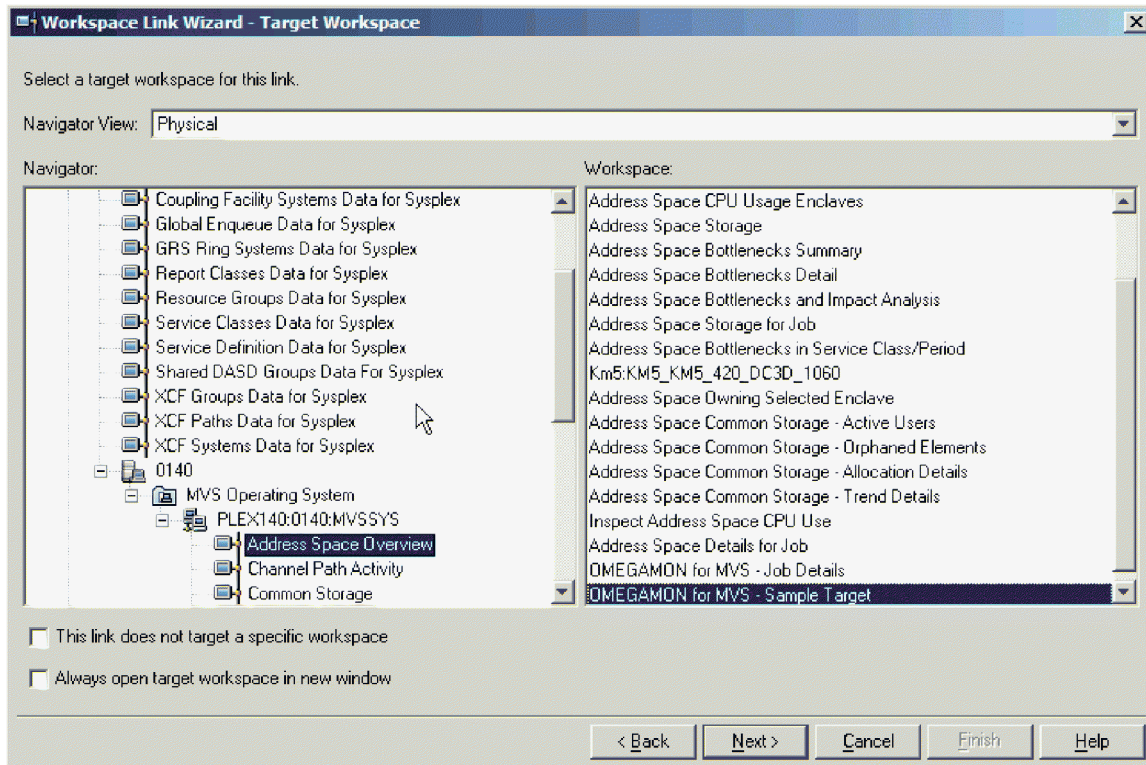 Workspace Link Wizard - Target Workspace
Select a target workspace for this link.
Navigator View: Physical
Navigator:
Coupling Facility Systems Data for Sysplex
Global Enqueue Data for Sysplex
GRS Ring Systems Data for Sysplex
Report Classes Data for Sysplex
Resource Groups Data for Sysplex
Service Classes Data for Sysplex
Service Definition Data for Sysplex
Shared DASD Groups Data For Sysplex
XCF Groups Data for Sysplex
XCF Paths Data for Sysplex
XCF Systems Data for Sysplex
0140
MVS Operating System
PLEX140:0140:MVSSYS
Address Space Overview
Channel Path Activity
Common Storage
Workspace:
Address Space CPU Usage Enclaves
Address Space Storage
Address Space Bottlenecks Summary
Address Space Bottlenecks Detail
Address Space Bottlenecks and Impact Analysis
Address Space Storage for Job
Address Space Bottlenecks in Service Class/Period
Km5:KM5_KM5_420_DC3D_1060
Address Space Owning Selected Enclave
Address Space Common Storage - Active Users
Address Space Common Storage - Orphaned Elements
Address Space Common Storage - Allocation Details
Address Space Common Storage - Trend Details
Inspect Address Space CPU Use
Address Space Details for Job
OMEGAMON for MVS - Job Details
OMEGAMON for MVS - Sample Target
This link does not target a specific workspace
Always open target workspace in new window
< Back Next > Cancel Finish Help